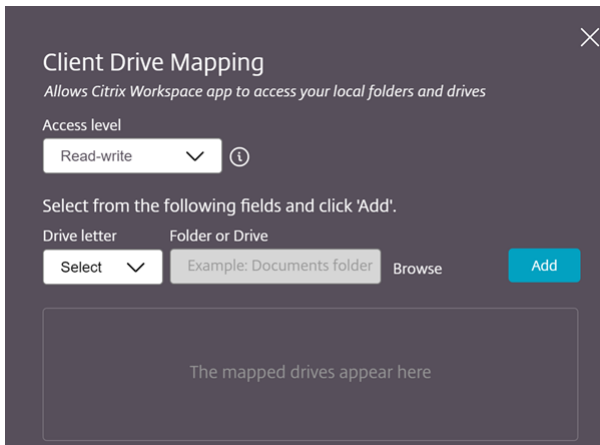 Client Drive Mapping
Allows Citrix Workspace app to access your local folders and drives
Access level
Read-write
Select from the following fields and click 'Add'.
Drive letter Folder or Drive
Select Example: Documents folder Browse Add
The mapped drives appear here